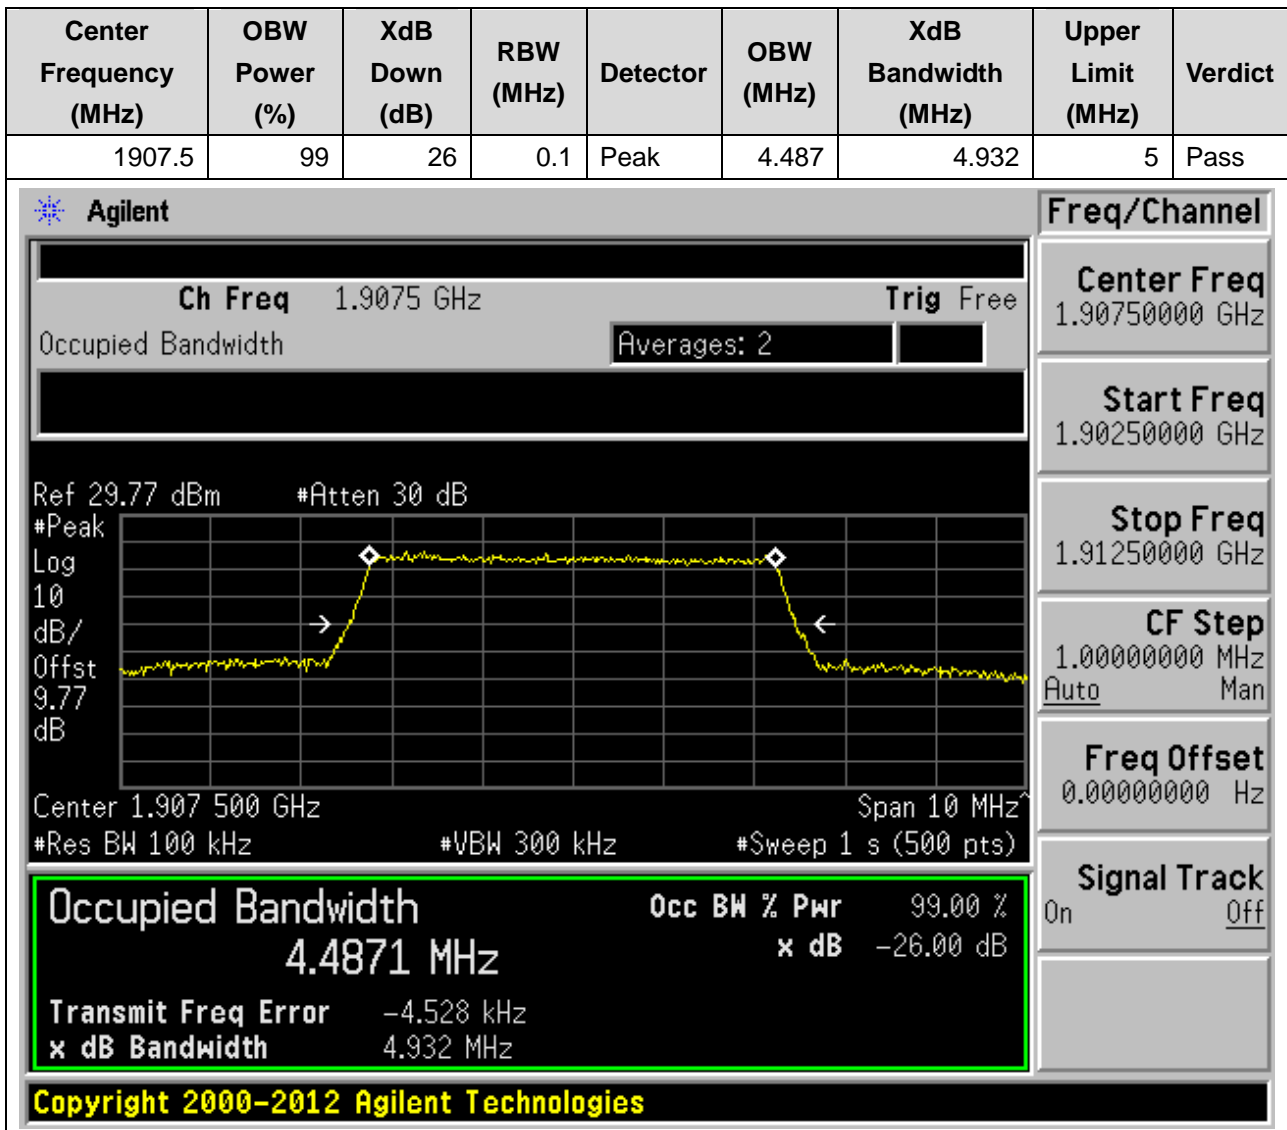 Center Frequency (MHz) OBW Power (%) XdB Down (dB) RBW (MHz) Detector OBW (MHz) XdB Bandwidth (MHz) Upper Limit (MHz) Verdict
1907.5 99 26 0.1 Peak 4.487 4.932 5 Pass
Agilent
Freq/Channel
Ch Freq 1.9075 GHz Trig Free
Occupied Bandwidth Averages: 2
Center Freq
1.90750000 GHz
Start Freq
1.90250000 GHz
Stop Freq
1.91250000 GHz
CF Step
1.00000000 MHz
Auto Man
Freq Offset
0.00000000 Hz
Signal Track
On Off
Ref 29.77 dBm #Atten 30 dB
#Peak
Log
10
dB/
Offst
9.77
dB
Center 1.907 500 GHz Span 10 MHz^
#Res BW 100 kHz #VBW 300 kHz #Sweep 1 s (500 pts)
Occupied Bandwidth Occ BW % Pwr 99.00 %
4.4871 MHz x dB -26.00 dB
Transmit Freq Error -4.528 kHz
x dB Bandwidth 4.932 MHz
Copyright 2000-2012 Agilent Technologies